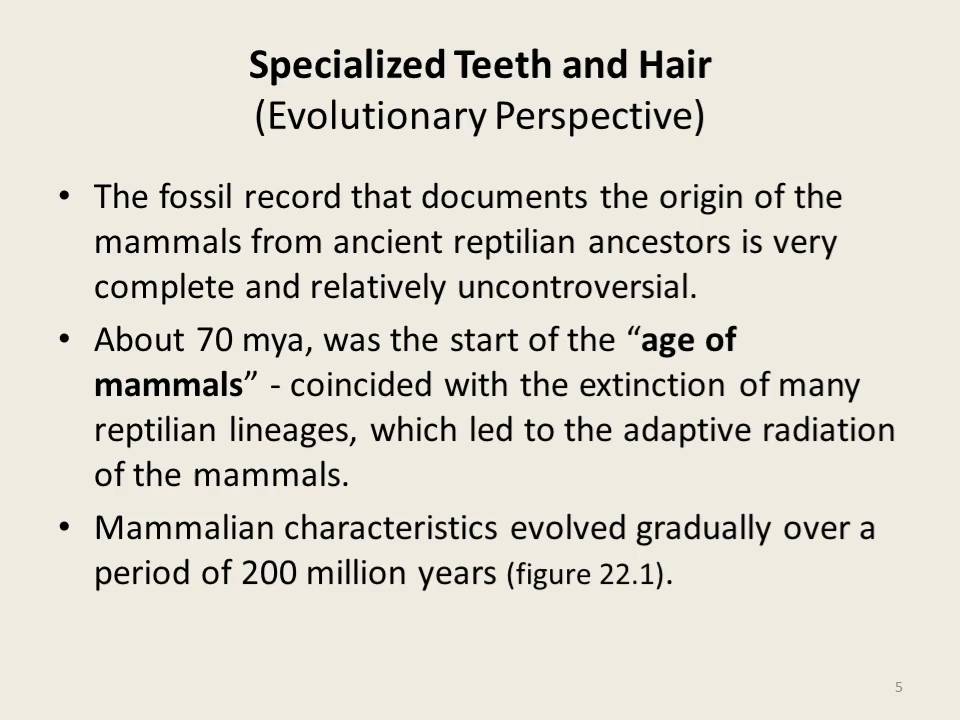 Specialized Teeth and Hair
(Evolutionary Perspective)
• The fossil record that documents the origin of the
mammals from ancient reptilian ancestors is very
complete and relatively uncontroversial.
• About 70 mya, was the start of the “age of
mammals” - coincided with the extinction of many
reptilian lineages, which led to the adaptive radiation
of the mammals.
• Mammalian characteristics evolved gradually over a
period of 200 million years (figure 22.1).
5